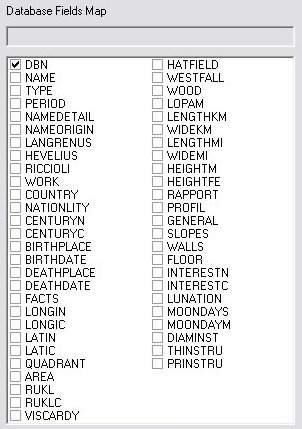 Database Fields Map
DBN
NAME
TYPE
PERIOD
NAMEDETAIL
NAMEORIGIN
LANGRENUS
HEVELIUS
RICCIOLI
WORK
COUNTRY
NATIONLITY
CENTURYN
CENTURYC
BIRTHPLACE
BIRTHDATE
DEATHPLACE
DEATHDATE
FACTS
LONGIN
LONGIC
LATIN
LATIC
QUADRANT
AREA
RUKL
RUKLC
VISCARDY
HATFIELD
WESTFALL
WOOD
LOPAM
LENGTHKM
WIDEKM
LENGTHMI
WIDEMI
HEIGHTM
HEIGHTFE
RAPPORT
PROFIL
GENERAL
SLOPES
WALLS
FLOOR
INTERESTN
INTERESTC
LUNATION
MOONDAYS
MOONDAYM
DIAMINST
THINSTRU
PRINSTRU